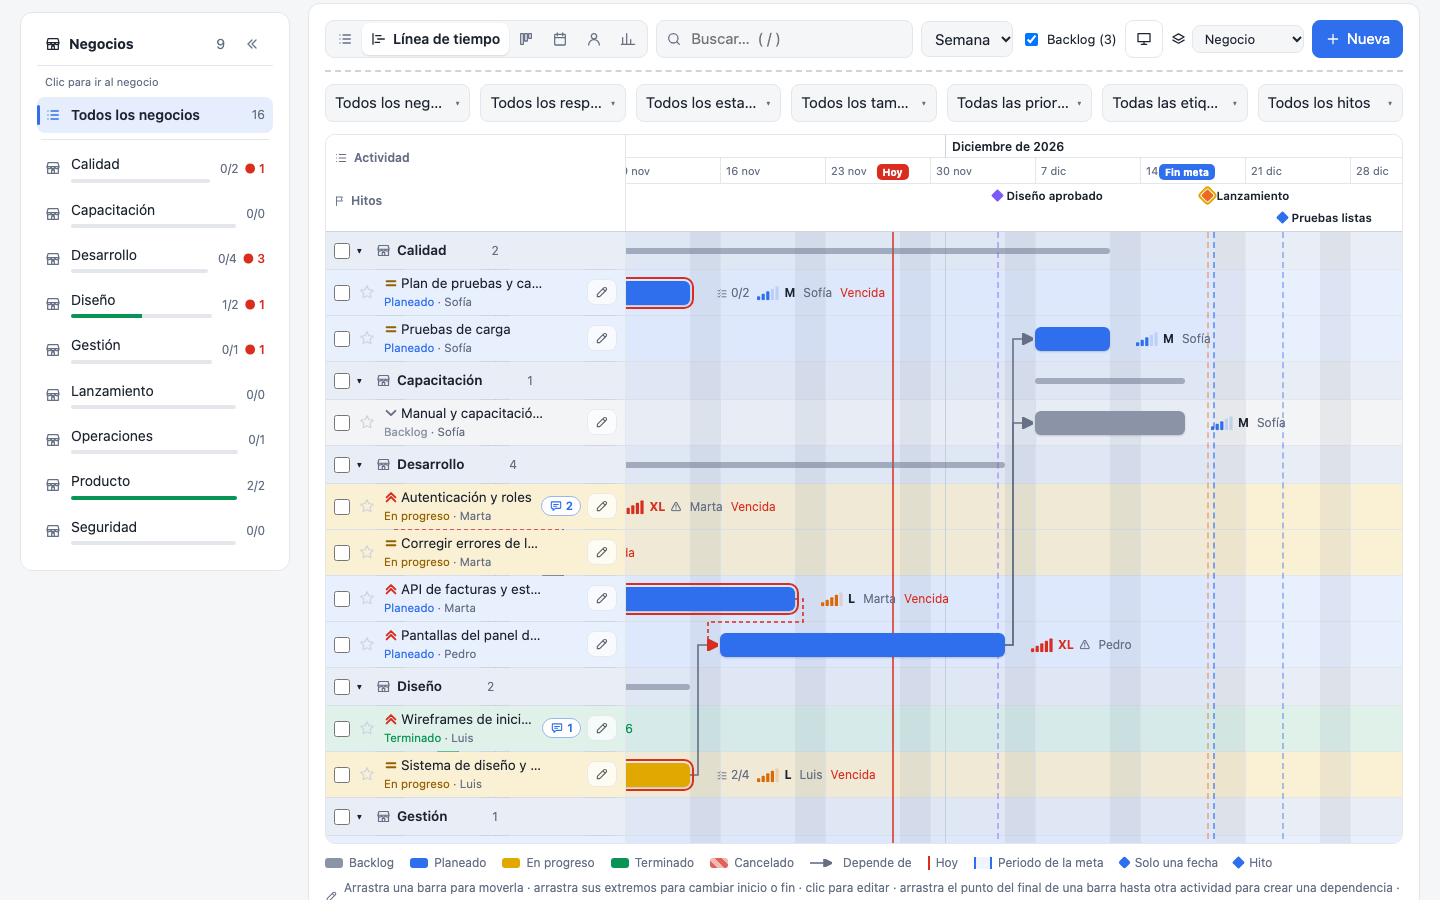 Negocios 9
Clic para ir al negocio
Todos los negocios 16
Calidad 0/2 1
Capacitación 0/0
Desarrollo 0/4 3
Diseño 1/2 1
Gestión 0/1 1
Lanzamiento 0/0
Operaciones 0/1
Producto 2/2
Seguridad 0/0
Línea de tiempo Buscar... ( / ) Semana Backlog (3) Negocio + Nueva
Todos los neg... Todos los resp... Todos los esta... Todos los tam... Todas las prior... Todas las etiq... Todos los hitos
Actividad
Diciembre de 2026
nov 16 nov 23 nov Hoy 30 nov 7 dic 14 Fin meta 21 dic 28 dic
Hitos
Diseño aprobado Lanzamiento
Pruebas listas
Calidad 2
Plan de pruebas y ca...
Planeado · Sofía
0/2 M Sofía Vencida
Pruebas de carga
Planeado · Sofía
M Sofía
Capacitación 1
Manual y capacitació...
Backlog · Sofía
M Sofía
Desarrollo 4
Autenticación y roles 2
En progreso · Marta
XL Marta Vencida
Corregir errores de l...
En progreso · Marta
da
API de facturas y est...
Planeado · Marta
L Marta Vencida
Pantallas del panel d...
Planeado · Pedro
XL Pedro
Diseño 2
Wireframes de inici... 1
Terminado · Luis
6
Sistema de diseño y ...
En progreso · Luis
2/4 L Luis Vencida
Gestión 1
Backlog Planeado En progreso Terminado Cancelado Depende de Hoy Periodo de la meta Solo una fecha Hito
Arrastra una barra para moverla · arrastra sus extremos para cambiar inicio o fin · clic para editar · arrastra el punto del final de una barra hasta otra actividad para crear una dependencia ·